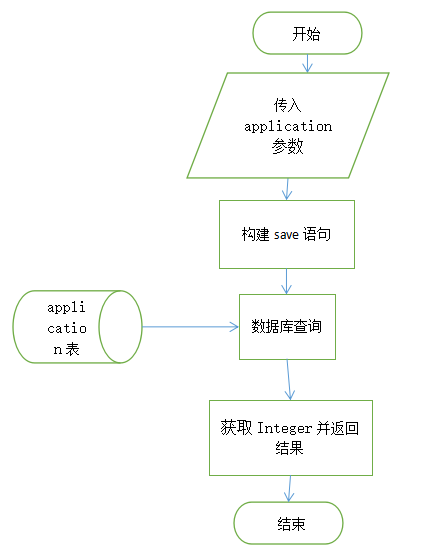 开始
传入
application
参数
构建 save 语句
appli
catio
n 表
数据库查询
获取 Integer 并返回
结果
结束